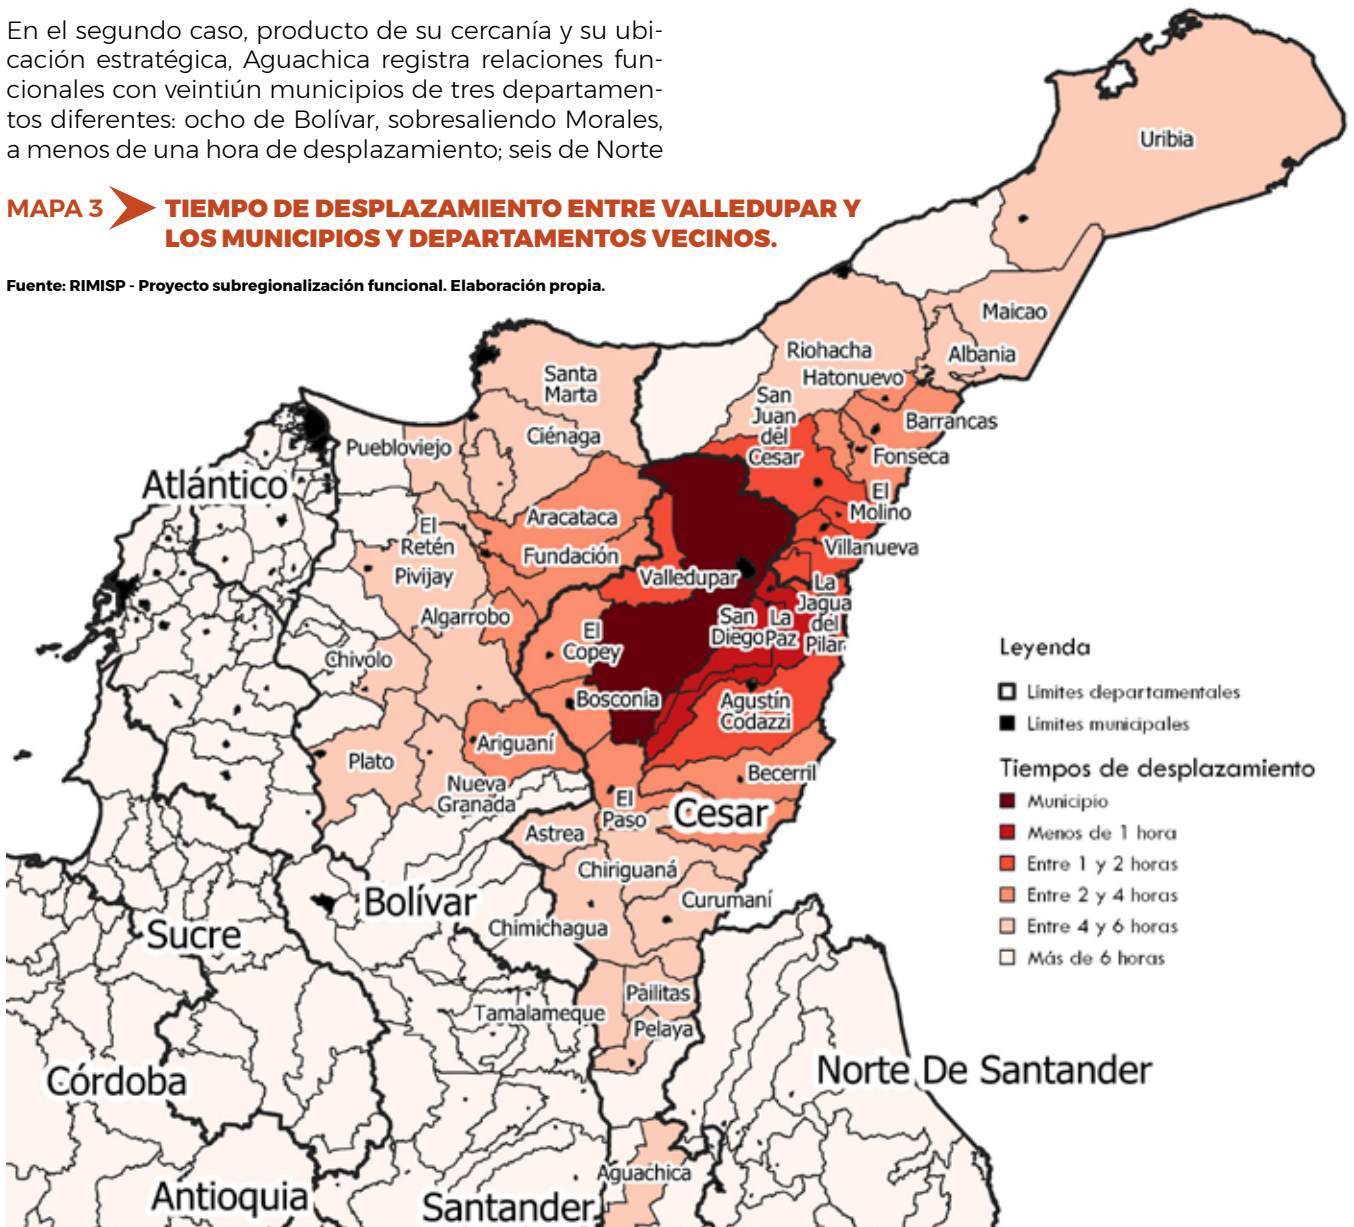 En el segundo caso, producto de su cercanía y su ubi-
cación estratégica, Aguachica registra relaciones fun-
cionales con veintiún municipios de tres departamen-
tos diferentes: ocho de Bolívar, sobresaliendo Morales,
a menos de una hora de desplazamiento; seis de Norte
MAPA 3
TIEMPO DE DESPLAZAMIENTO ENTRE VALLEDUPAR Y
LOS MUNICIPIOS Y DEPARTAMENTOS VECINOS.
Fuente: RIMISP - Proyecto subregionalización funcional. Elaboración propia.
Uribia
Maicao
Albania
Riohacha
Hatonuevo
Santa
Marta
San
Juan
del
Cesar
Barrancas
Ciénaga
Puebloviejo
Fonseca
Atlántico
El
Molino
Aracataca
El
Retén
Villanueva
Fundación
Pivijay
Valledupar
La
Jagua
del
Pilar
Algarrobo
San
Diego
La
Paz
El
Copey
Chivolo
Bosconia
Agustín
Codazzi
Ariguaní
Plato
Becerril
Nueva
Granada
El
Paso
Cesar
Astrea
Chiriguaná
Curumaní
Bolívar
Chimichagua
Sucre
Pailitas
Tamalameque
Pelaya
Córdoba
Norte De Santander
Aguachica
Antioquia
Santander
Leyenda
Límites departamentales
Límites municipales
Tiempos de desplazamiento
Municipio
Menos de 1 hora
Entre 1 y 2 horas
Entre 2 y 4 horas
Entre 4 y 6 horas
Más de 6 horas